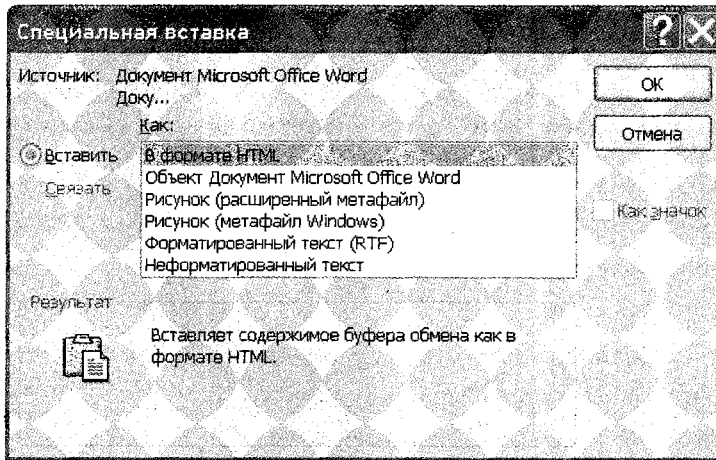 Специальная вставка
Источник: Документ Microsoft Office Word
Доку...
ОК
Как:
Отмена
Вставить
В формате HTML
Объект Документ Microsoft Office Word
Связать
Рисунок (расширенный метафайл)
Как значок
Рисунок (метафайл Windows)
Форматированный текст (RTF)
Неформатированный текст
Результат
Вставляет содержимое буфера обмена как в
формате HTML.